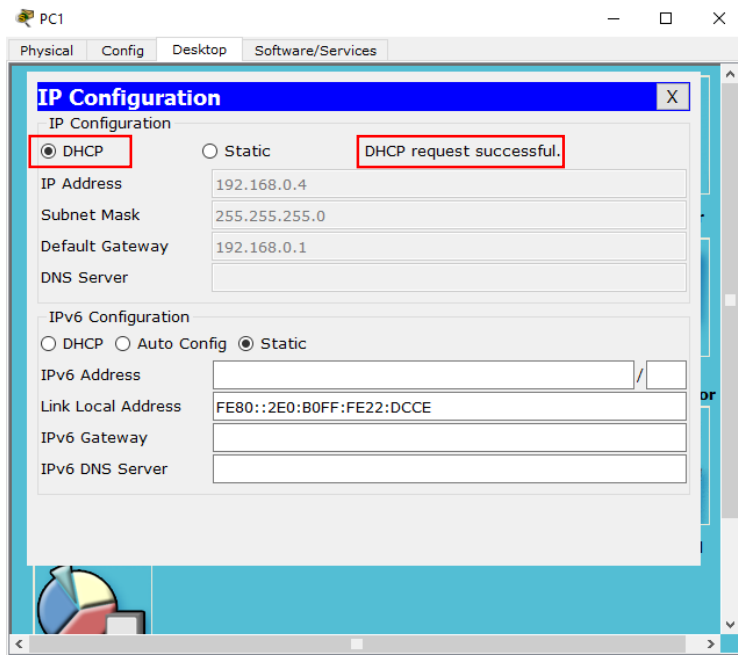 PC1
Physical Config Desktop Software/Services
IP Configuration X
IP Configuration
DHCP Static DHCP request successful.
IP Address 192.168.0.4
Subnet Mask 255.255.255.0
Default Gateway 192.168.0.1
DNS Server
IPv6 Configuration
DHCP Auto Config Static
IPv6 Address /
or
Link Local Address FE80::2E0:B0FF:FE22:DCCE
IPv6 Gateway
IPv6 DNS Server